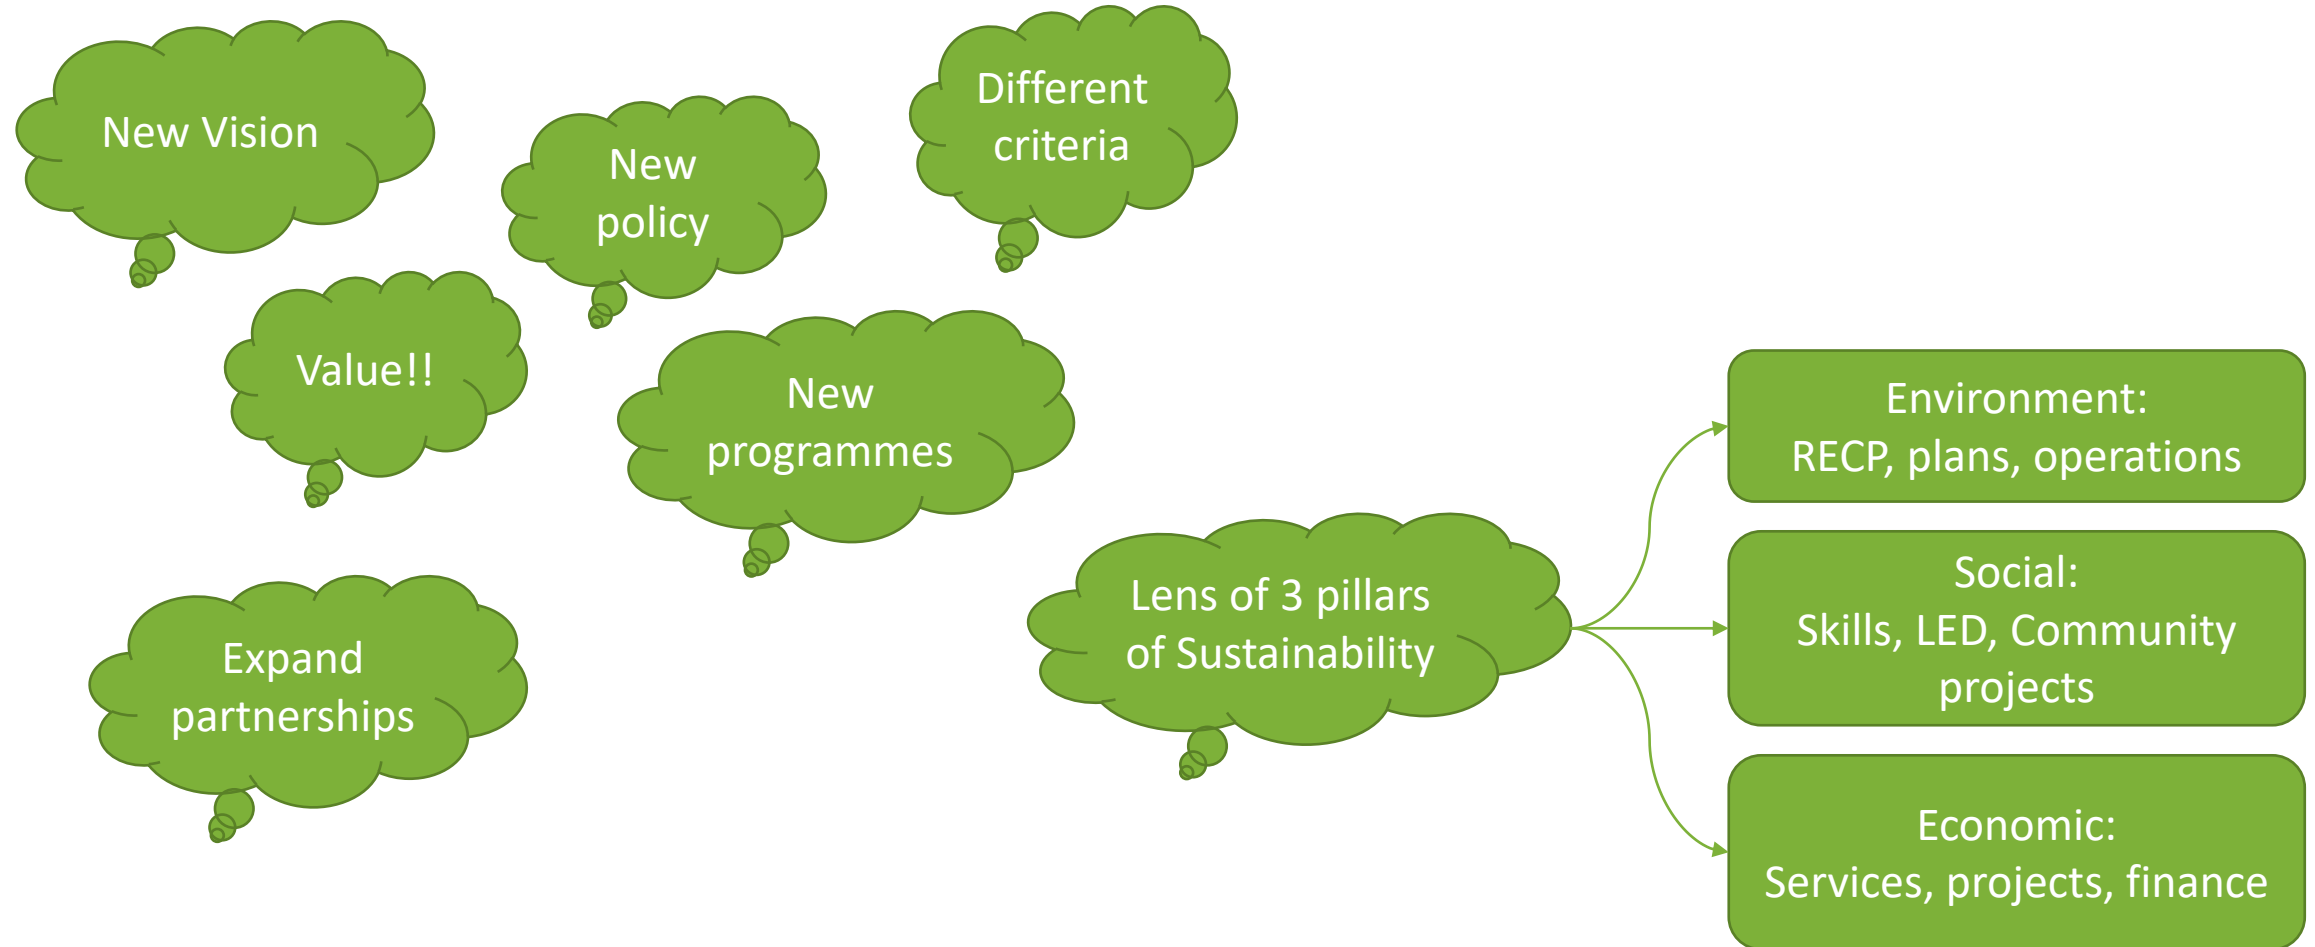 New Vision
New
policy
Different
criteria
Value!!
New
programmes
Expand
partnerships
Lens of 3 pillars
of Sustainability
Environment:
RECP, plans, operations
Social:
Skills, LED, Community
projects
Economic:
Services, projects, finance